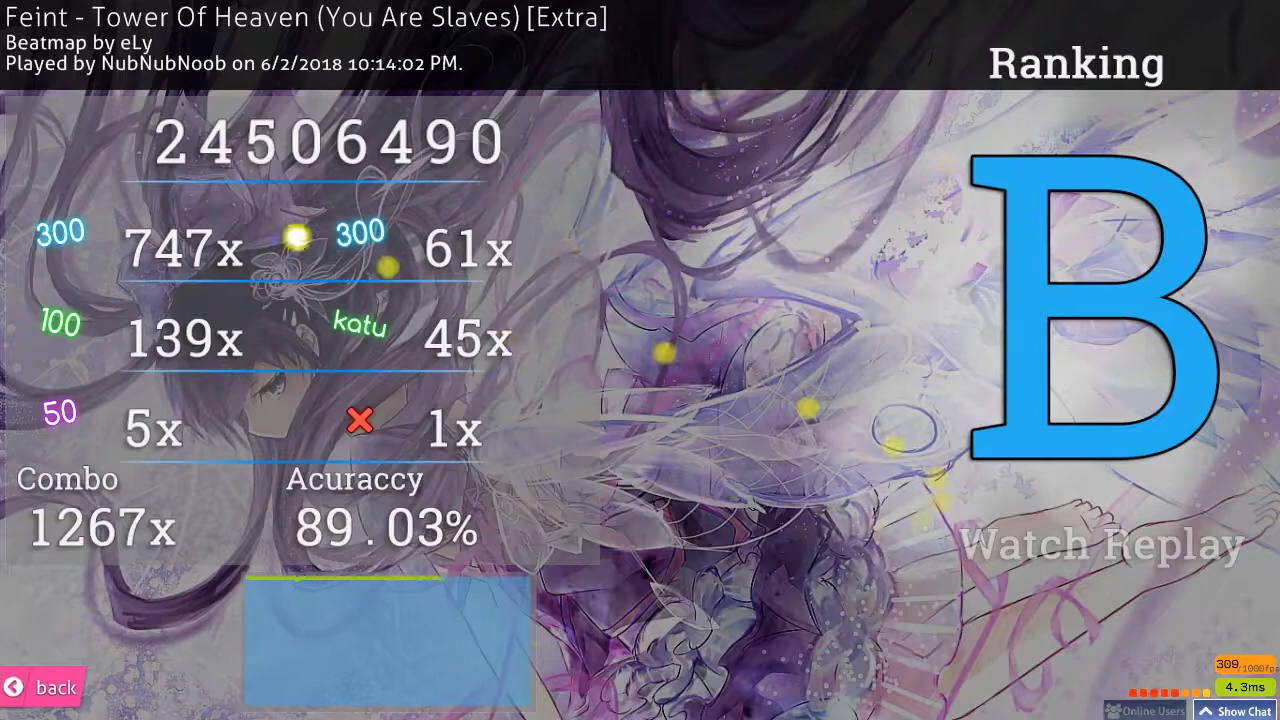 Feint - Tower Of Heaven (You Are Slaves) [Extra]
Beatmap by eLy
Played by NubNubNoob on 6/2/2018 10:14:02 PM.
Ranking
24506490
300 747x 300 61x
100 139x katu 45x
50 5x 1x
Combo Acuraccy
1267x 89.03%
B
Watch Replay
back
309/1000fps
4.3ms
Online Users Show Chat